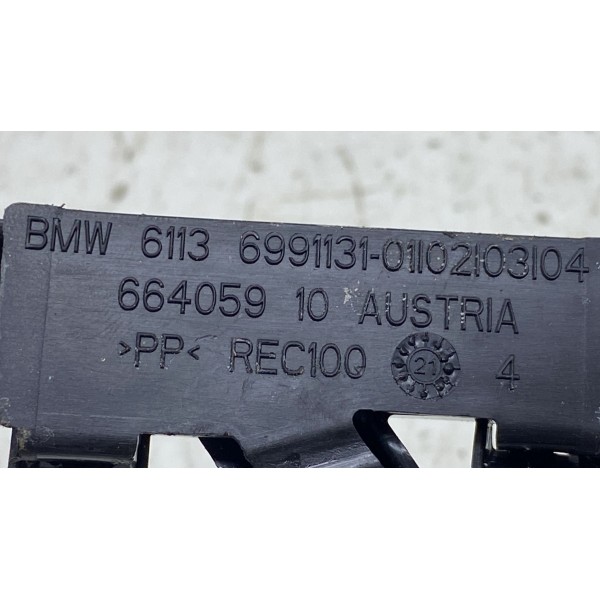 BMW 6113 6991131-01|02|03|04
664059 10 AUSTRIA
>PP< REC100 21 4